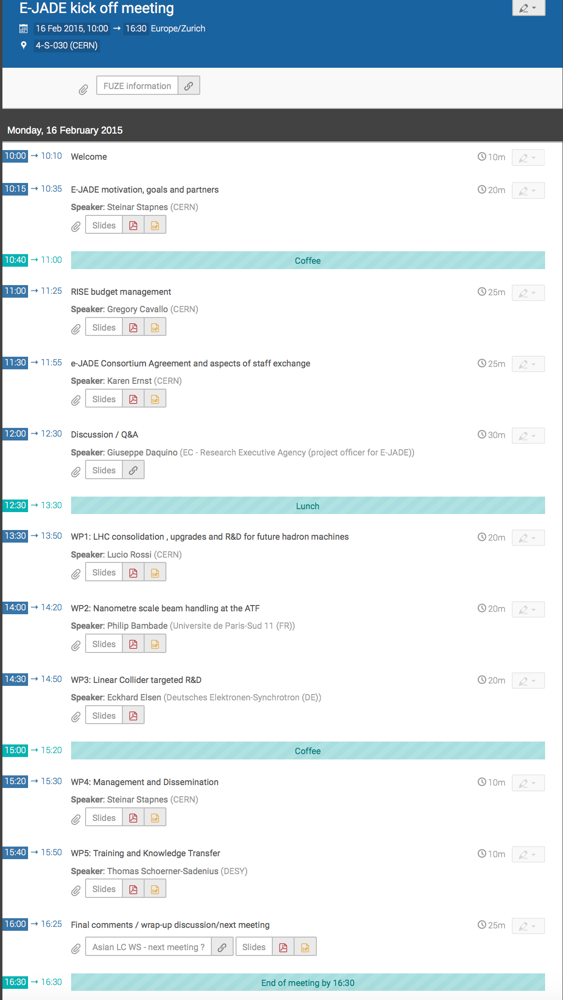 E-JADE kick off meeting
16 Feb 2015, 10:00 → 16:30 Europe/Zurich
4-S-030 (CERN)
FUZE information
Monday, 16 February 2015
10:00 → 10:10 Welcome 10m
10:15 → 10:35 E-JADE motivation, goals and partners 20m
Speaker: Steinar Stapnes (CERN)
Slides
10:40 → 11:00 Coffee
11:00 → 11:25 RISE budget management 25m
Speaker: Gregory Cavallo (CERN)
Slides
11:30 → 11:55 e-JADE Consortium Agreement and aspects of staff exchange 25m
Speaker: Karen Ernst (CERN)
Slides
12:00 → 12:30 Discussion / Q&A 30m
Speaker: Giuseppe Daquino (EC - Research Executive Agency (project officer for E-JADE))
Slides
12:30 → 13:30 Lunch
13:30 → 13:50 WP1: LHC consolidation , upgrades and R&D for future hadron machines 20m
Speaker: Lucio Rossi (CERN)
Slides
14:00 → 14:20 WP2: Nanometre scale beam handling at the ATF 20m
Speaker: Philip Bambade (Universite de Paris-Sud 11 (FR))
Slides
14:30 → 14:50 WP3: Linear Collider targeted R&D 20m
Speaker: Eckhard Elsen (Deutsches Elektronen-Synchrotron (DE))
Slides
15:00 → 15:20 Coffee
15:20 → 15:30 WP4: Management and Dissemination 10m
Speaker: Steinar Stapnes (CERN)
Slides
15:40 → 15:50 WP5: Training and Knowledge Transfer 10m
Speaker: Thomas Schoerner-Sadenius (DESY)
Slides
16:00 → 16:25 Final comments / wrap-up discussion/next meeting 25m
Asian LC WS - next meeting ? Slides
16:30 → 16:30 End of meeting by 16:30